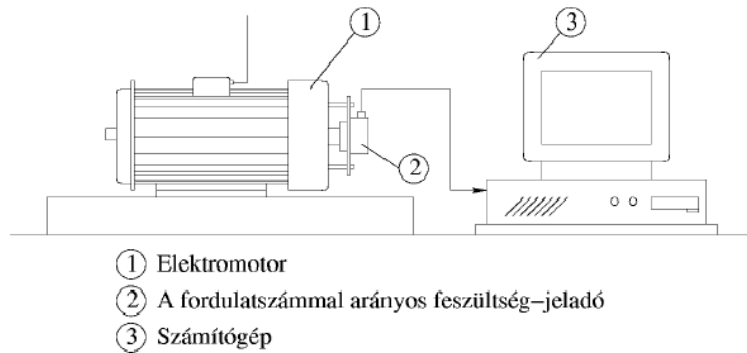 1
3
2
1 Elektromotor
2 A fordulatszámmal arányos feszültség–jeladó
3 Számítógép